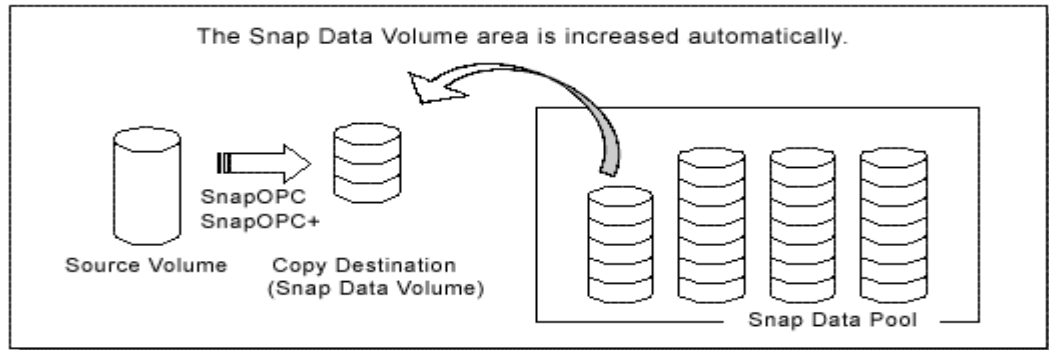 The Snap Data Volume area is increased automatically.
SnapOPC
SnapOPC+
Source Volume
Copy Destination
(Snap Data Volume)
Snap Data Pool